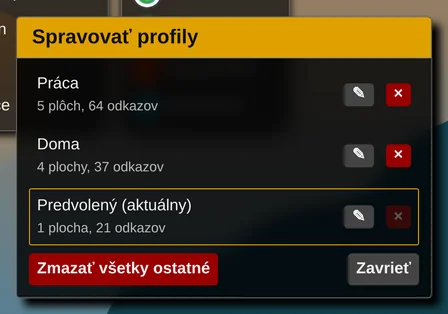 Spravovať profily
Práca
5 plôch, 64 odkazov
Doma
4 plochy, 37 odkazov
Predvolený (aktuálny)
1 plocha, 21 odkazov
Zmazať všetky ostatné
Zavrieť